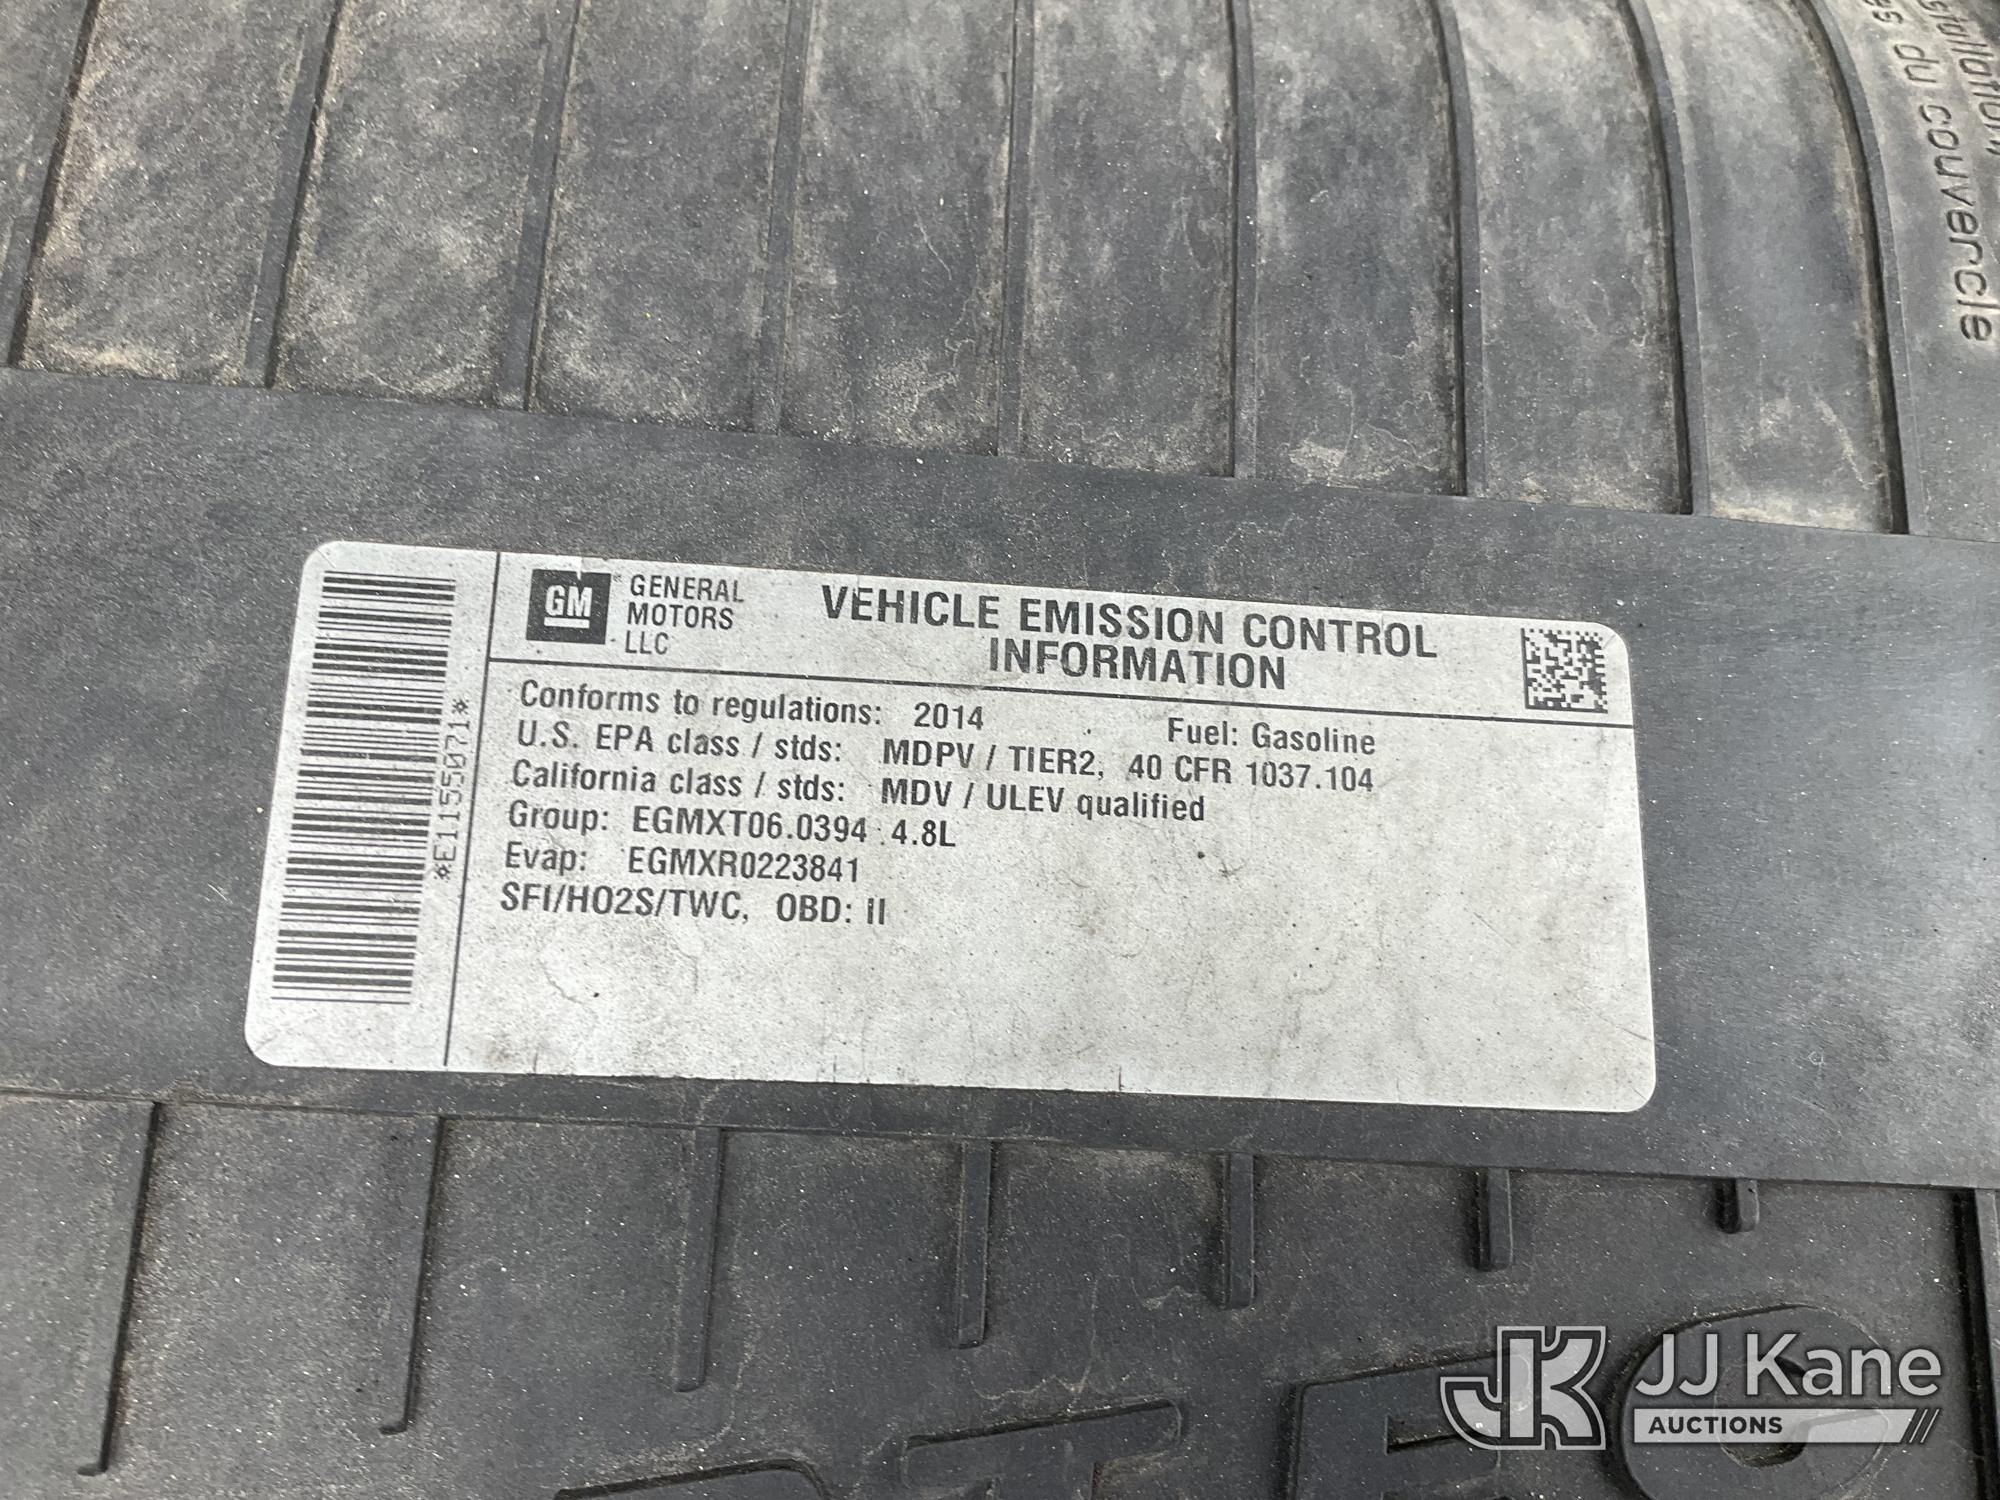 du couvercle
GM GENERAL MOTORS LLC
VEHICLE EMISSION CONTROL
INFORMATION
Conforms to regulations: 2014 Fuel: Gasoline
U.S. EPA class / stds: MDPV / TIER2, 40 CFR 1037.104
California class / stds: MDV / ULEV qualified
Group: EGMXT06.0394 4.8L
Evap: EGMXR0223841
SFI/HO2S/TWC, OBD: II
*E1155071*
JK JJ Kane
AUCTIONS